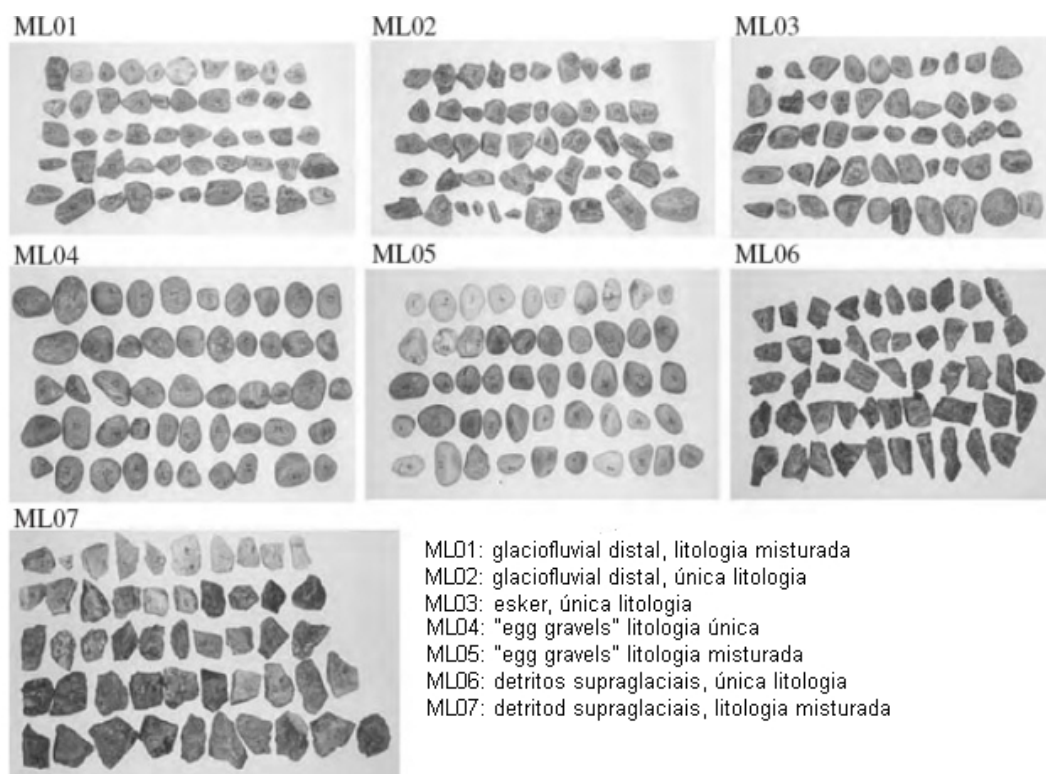 ML01
ML02
ML03
ML04
ML05
ML06
ML07
ML01: glaciofluvial distal, litologia misturada
ML02: glaciofluvial distal, única litologia
ML03: esker, única litologia
ML04: "egg gravels" litologia única
ML05: "egg gravels" litologia misturada
ML06: detritos supraglaciais, única litologia
ML07: detritod supraglaciais, litologia misturada